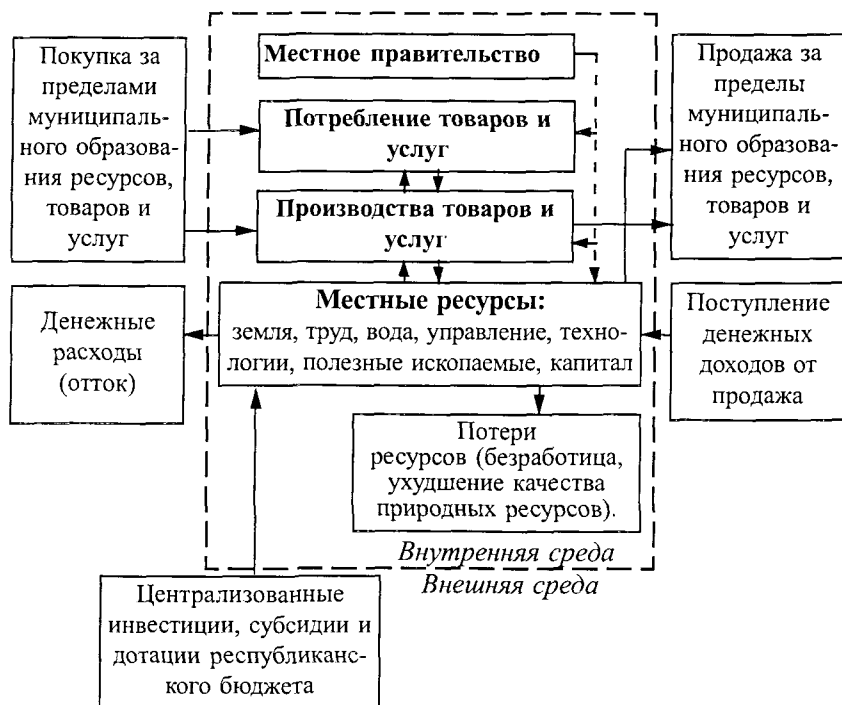 Покупка за
пределами
муниципаль-
ного образова-
ния ресурсов,
товаров и
услуг
Местное правительство
Потребление товаров и
услуг
Производства товаров и
услуг
Продажа за
пределы
муниципаль-
ного образова-
ния ресурсов,
товаров и
услуг
Денежные
расходы
(отток)
Местные ресурсы:
земля, труд, вода, управление, техно-
логии, полезные ископаемые, капитал
Поступление
денежных
доходов от
продажа
Потери
ресурсов (безработица,
ухудшение качества
природных ресурсов).
Внутренняя среда
Внешняя среда
Централизованные
инвестиции, субсидии и
дотации республиканс-
кого бюджета